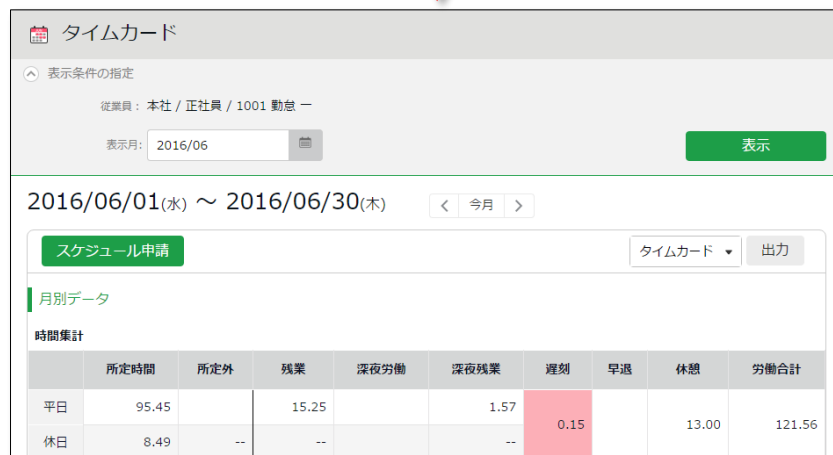 タイムカード
表示条件の指定
従業員: 本社 / 正社員 / 1001 勤怠 一
表示月: 2016/06 表示
2016/06/01(水) ～ 2016/06/30(木) 今月
スケジュール申請 タイムカード 出力
月別データ
時間集計
所定時間 所定外 残業 深夜労働 深夜残業 遅刻 早退 休憩 労働合計
平日 95.45 15.25 1.57
0.15 13.00 121.56
休日 8.49 -- -- --